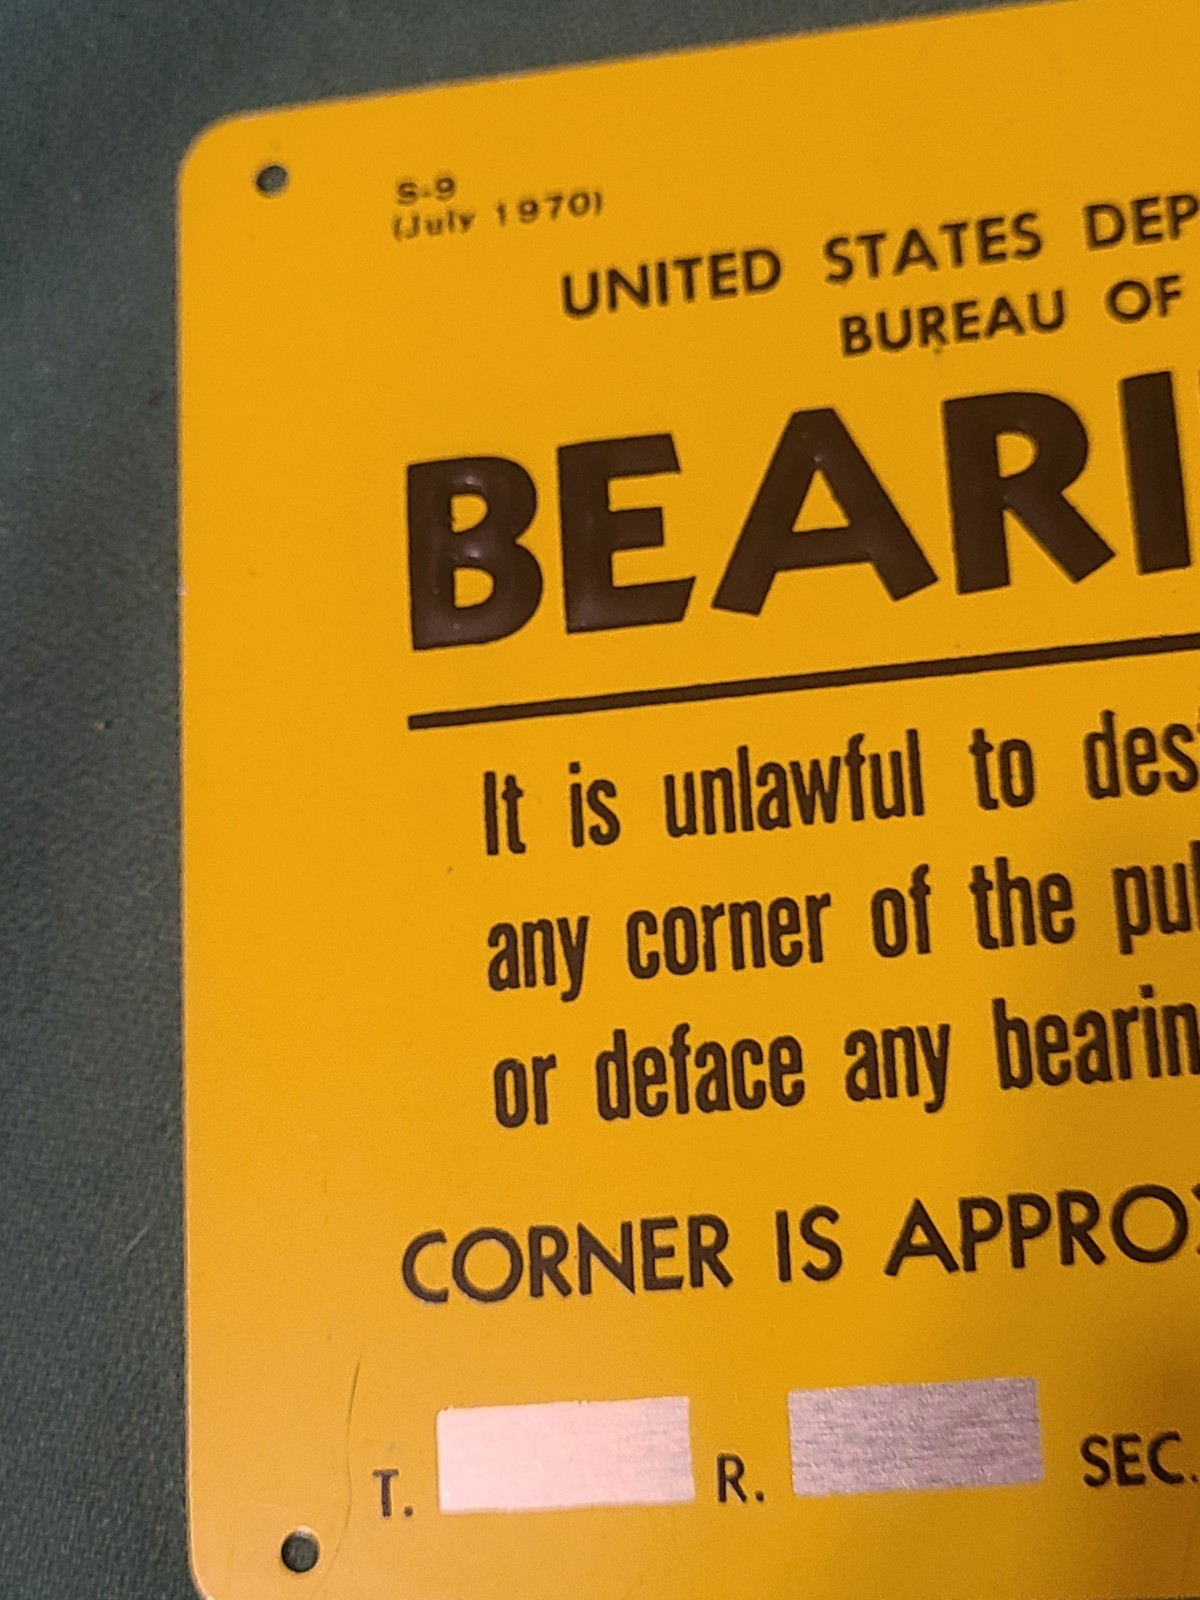 S-9
(July 1970)
UNITED STATES DEP
BUREAU OF
BEARI
It is unlawful to des
any corner of the pu
or deface any bearin
CORNER IS APPRO
T. R. SEC.